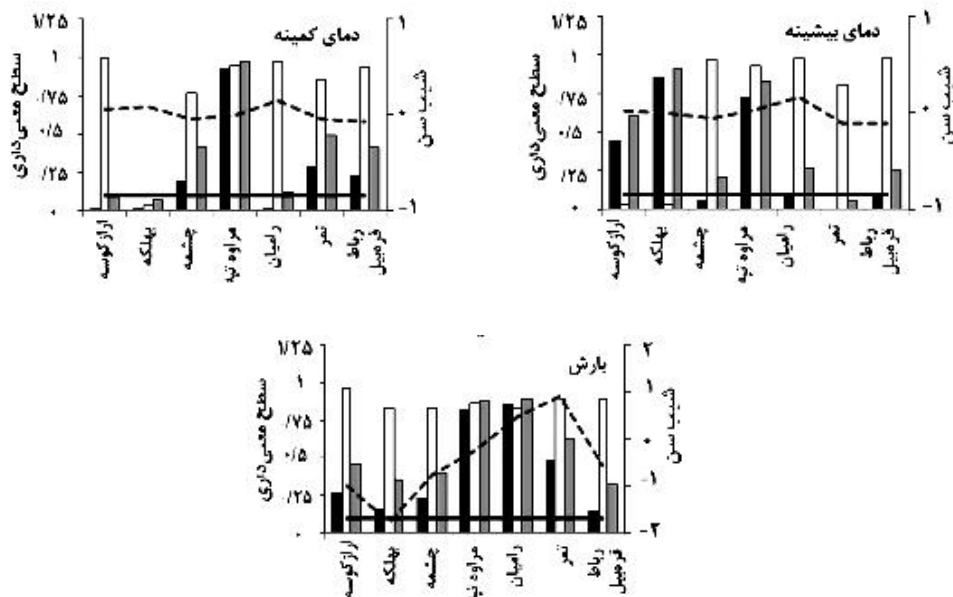 دمای کمینه
سطح معنی‌داری
۱/۲۵
۱
۰/۷۵
۰/۵
۰/۲۵
۰
شیب سن
۱
۰
-۱
ارازکوسه
بهلکه
چشمه
مراوه تپه
رامیان
تمر
رباط
قره‌بیل
دمای بیشینه
سطح معنی‌داری
۱/۲۵
۱
۰/۷۵
۰/۵
۰/۲۵
۰
شیب سن
۱
۰
-۱
ارازکوسه
بهلکه
چشمه
مراوه تپه
رامیان
تمر
رباط
قره‌بیل
بارش
سطح معنی‌داری
۱/۲۵
۱
۰/۷۵
۰/۵
۰/۲۵
۰
شیب سن
۲
۱
۰
-۱
-۲
ارازکوسه
بهلکه
چشمه
مراوه تپه
رامیان
تمر
رباط
قره‌بیل